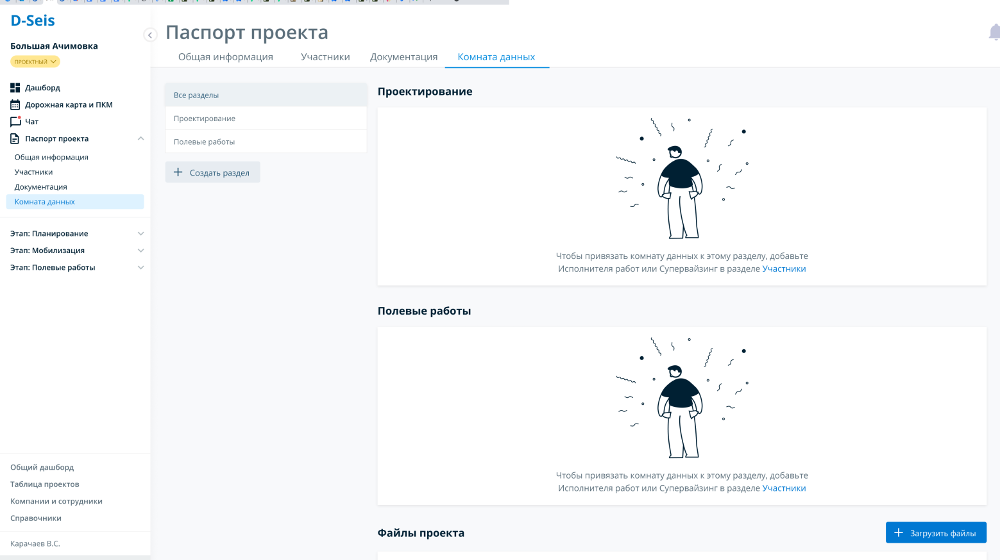 D-Seis
Большая Ачимовка
ПРОЕКТНЫЙ
Дашборд
Дорожная карта и ПКМ
Чат
Паспорт проекта
Общая информация
Участники
Документация
Комната данных
Этап: Планирование
Этап: Мобилизация
Этап: Полевые работы
Общий дашборд
Таблица проектов
Компании и сотрудники
Справочники
Карачаев В.С.
Паспорт проекта
Общая информация
Участники
Документация
Комната данных
Все разделы
Проектирование
Полевые работы
Создать раздел
Проектирование
Чтобы привязать комнату данных к этому разделу, добавьте
Исполнителя работ или Супервайзинг в разделе Участники
Полевые работы
Чтобы привязать комнату данных к этому разделу, добавьте
Исполнителя работ или Супервайзинг в разделе Участники
Файлы проекта
Загрузить файлы